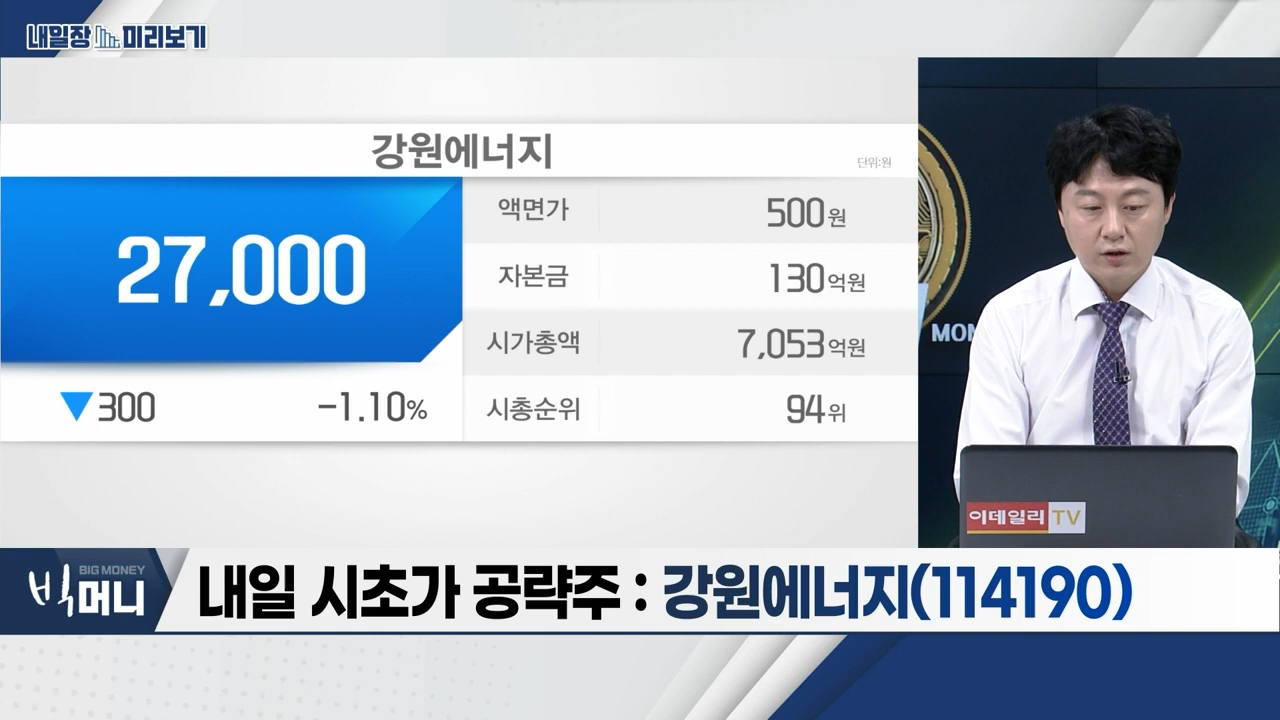 내일장 미리보기
강원에너지
단위:원
27,000
▼300 -1.10%
액면가 500원
자본금 130억원
시가총액 7,053억원
시총순위 94위
MON
이데일리TV
BIG MONEY
빅머니
내일 시초가 공략주 : 강원에너지(114190)